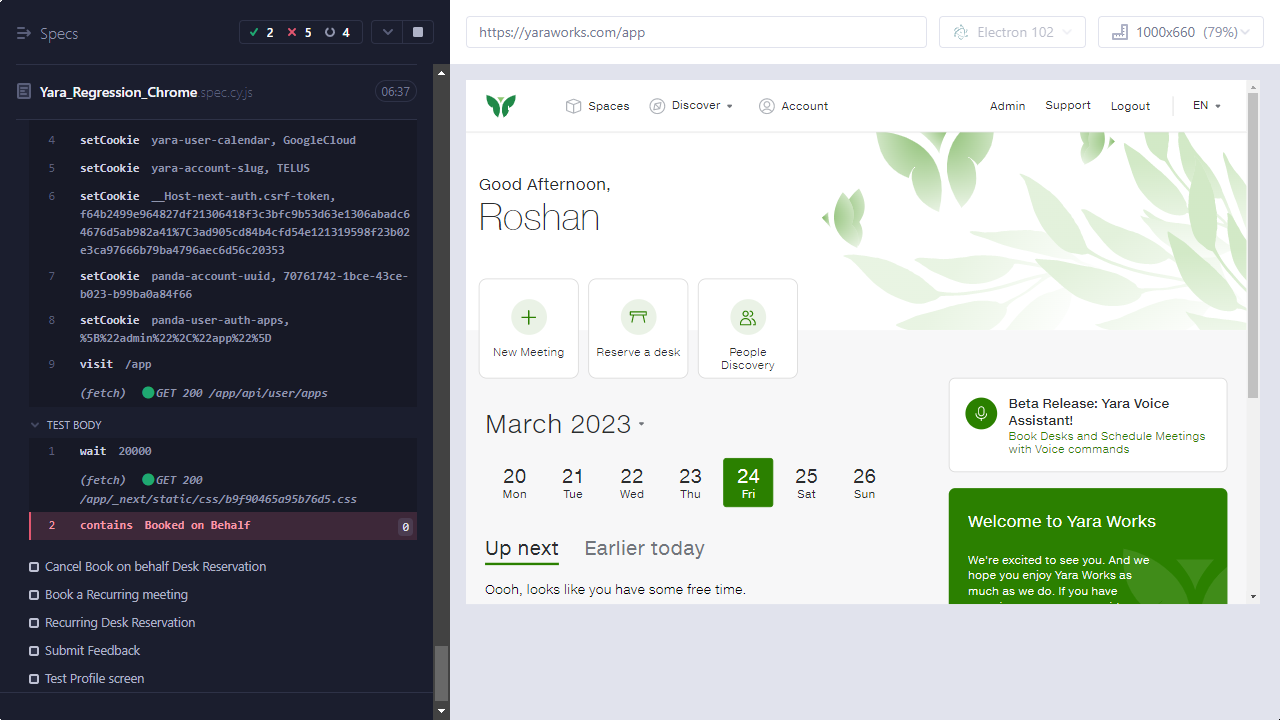 Specs
2
5
4
Yara_Regression_Chrome.spec.cy.js
06:37
4 setCookie yara-user-calendar, GoogleCloud
5 setCookie yara-account-slug, TELUS
6 setCookie __Host-next-auth.csrf-token,
f64b2499e964827df21306418f3c3bfc9b53d63e1306abadc6
4676d5ab982a41%7C3ad905cd84b4cfd54e121319598f23b02
e3ca97666b79ba4796aec6d56c20353
7 setCookie panda-account-uuid, 70761742-1bce-43ce-
b023-b99ba0a84f66
8 setCookie panda-user-auth-apps,
%5B%22admin%22%2C%22app%22%5D
9 visit /app
(fetch) GET 200 /app/api/user/apps
TEST BODY
1 wait 20000
(fetch) GET 200
/app/_next/static/css/b9f90465a95b76d5.css
2 contains Booked on Behalf 0
Cancel Book on behalf Desk Reservation
Book a Recurring meeting
Recurring Desk Reservation
Submit Feedback
Test Profile screen
https://yaraworks.com/app
Electron 102
1000x660 (79%)
Spaces
Discover
Account
Admin
Support
Logout
EN
Good Afternoon,
Roshan
New Meeting
Reserve a desk
People
Discovery
March 2023
20 21 22 23 24 25 26
Mon Tue Wed Thu Fri Sat Sun
Up next
Earlier today
Oooh, looks like you have some free time.
Beta Release: Yara Voice
Assistant!
Book Desks and Schedule Meetings
with Voice commands
Welcome to Yara Works
We're excited to see you. And we
hope you enjoy Yara Works as
much as we do. If you have